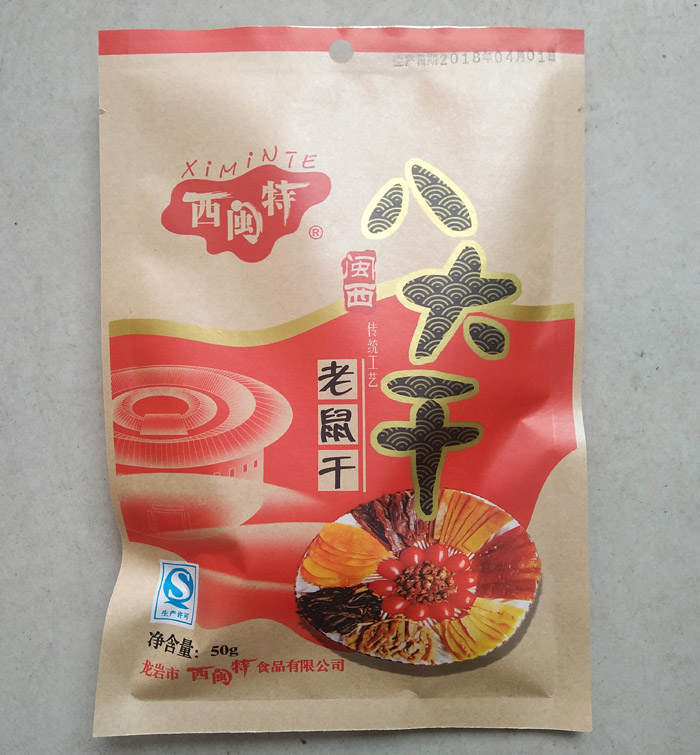 生产日期2018年04月01日
XiMiNTE
西闽特
®
八大干
闽西
传统工艺
老鼠干
生产许可
净含量：50g
龙岩市西闽特食品有限公司